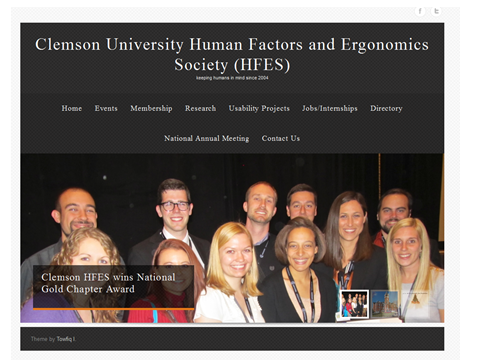 Clemson University Human Factors and Ergonomics
Society (HFES)
keeping humans in mind since 2004
Home Events Membership Research Usability Projects Jobs/Internships Directory
National Annual Meeting Contact Us
Clemson HFES wins National
Gold Chapter Award
Theme by Towfiq I.